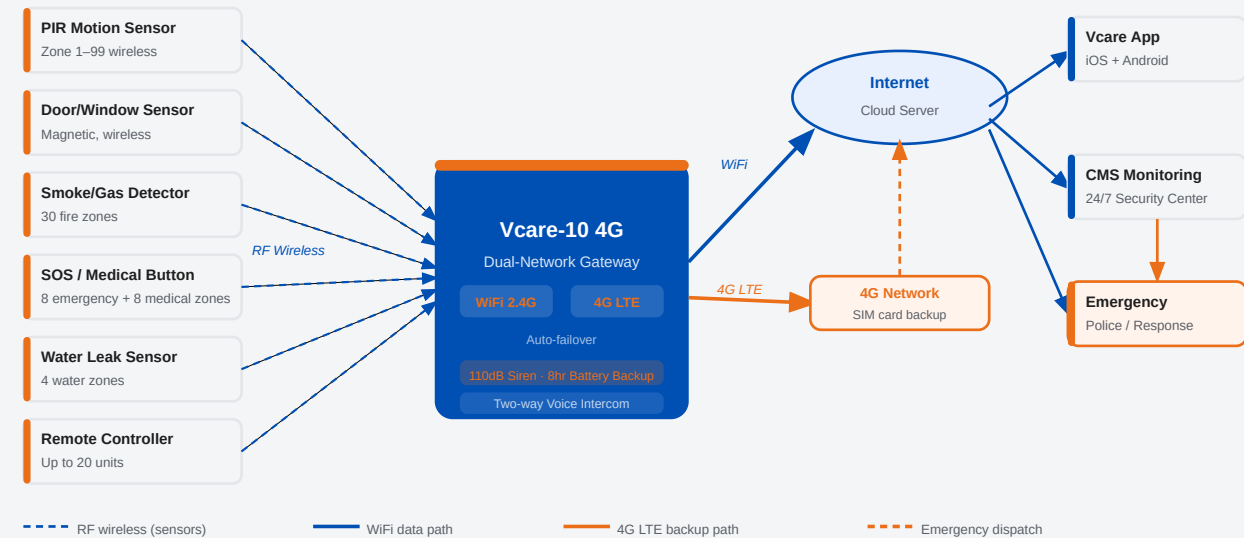 PIR Motion Sensor
Zone 1–99 wireless
Door/Window Sensor
Magnetic, wireless
Smoke/Gas Detector
30 fire zones
SOS / Medical Button
8 emergency + 8 medical zones
Water Leak Sensor
4 water zones
Remote Controller
Up to 20 units
RF Wireless
Vcare-10 4G
Dual-Network Gateway
WiFi 2.4G
4G LTE
Auto-failover
110dB Siren · 8hr Battery Backup
Two-way Voice Intercom
WiFi
4G LTE
Internet
Cloud Server
4G Network
SIM card backup
Vcare App
iOS + Android
CMS Monitoring
24/7 Security Center
Emergency
Police / Response
RF wireless (sensors)
WiFi data path
4G LTE backup path
Emergency dispatch